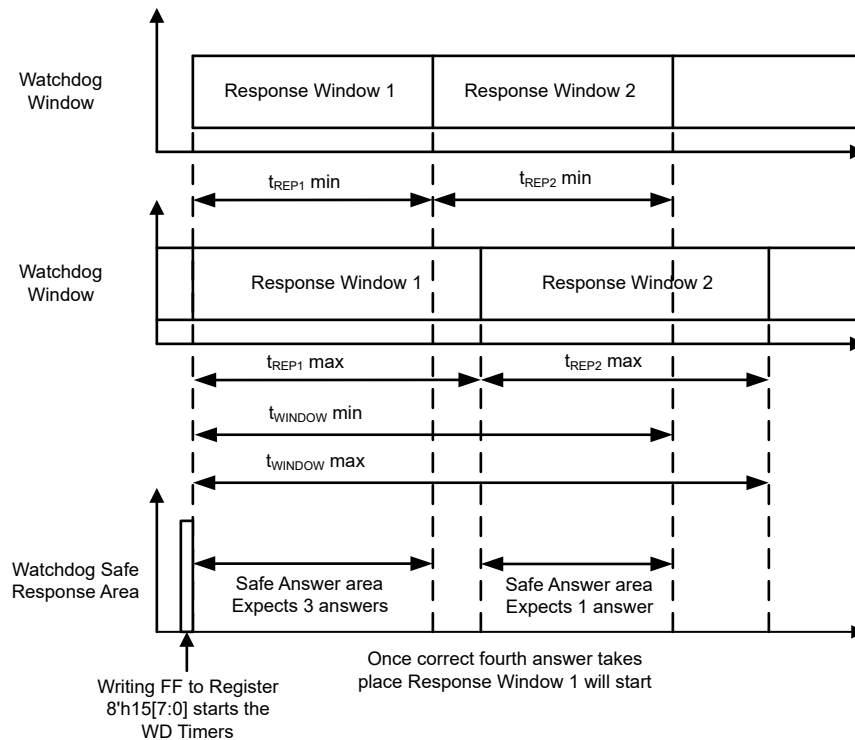 Watchdog
Window
Response Window 1
Response Window 2
tREP1 min
tREP2 min
Watchdog
Window
Response Window 1
Response Window 2
tREP1 max
tREP2 max
tWINDOW min
tWINDOW max
Watchdog Safe
Response Area
Safe Answer area
Expects 3 answers
Safe Answer area
Expects 1 answer
Writing FF to Register
8'h15[7:0] starts the
WD Timers
Once correct fourth answer takes
place Response Window 1 will start